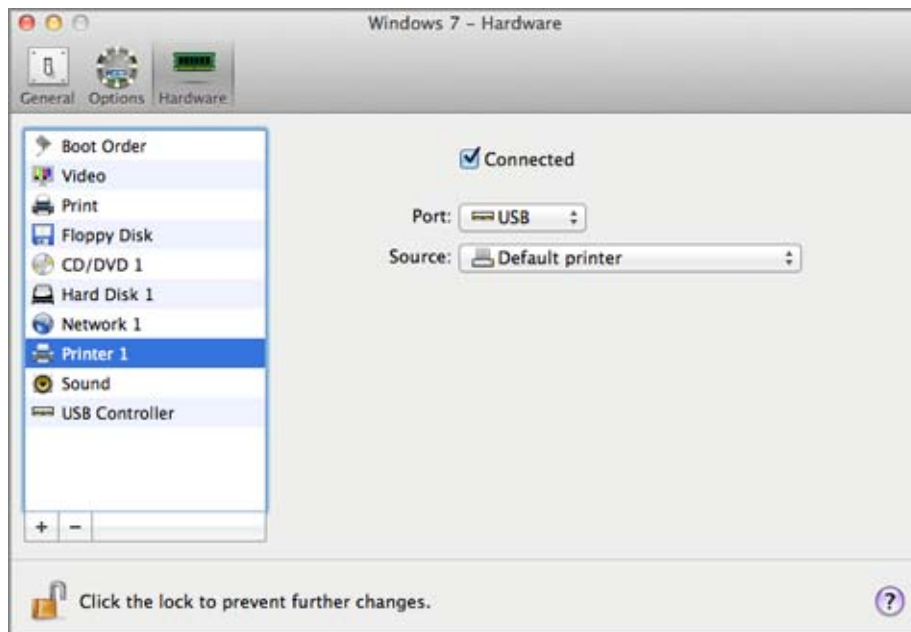 Windows 7 – Hardware
General Options Hardware
Boot Order
Video
Print
Floppy Disk
CD/DVD 1
Hard Disk 1
Network 1
Printer 1
Sound
USB Controller
+ −
Connected
Port: USB
Source: Default printer
Click the lock to prevent further changes.
?